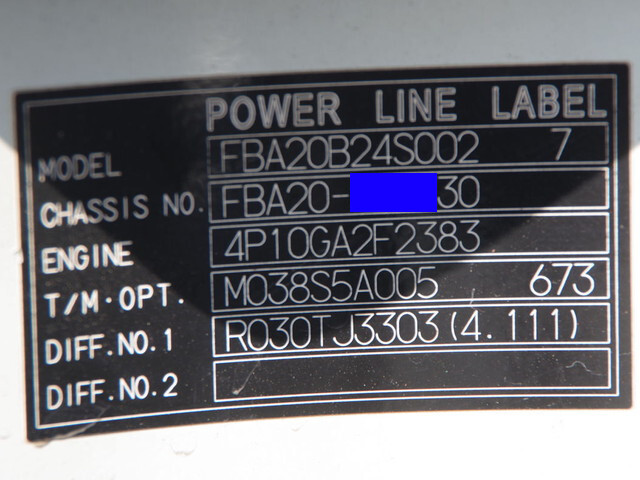 POWER LINE LABEL
MODEL FBA20B24S002 7
CHASSIS NO. FBA20- 30
ENGINE 4P10GA2F2383
T/M·OPT. M038S5A005 673
DIFF.NO.1 R030TJ3303(4.111)
DIFF.NO.2